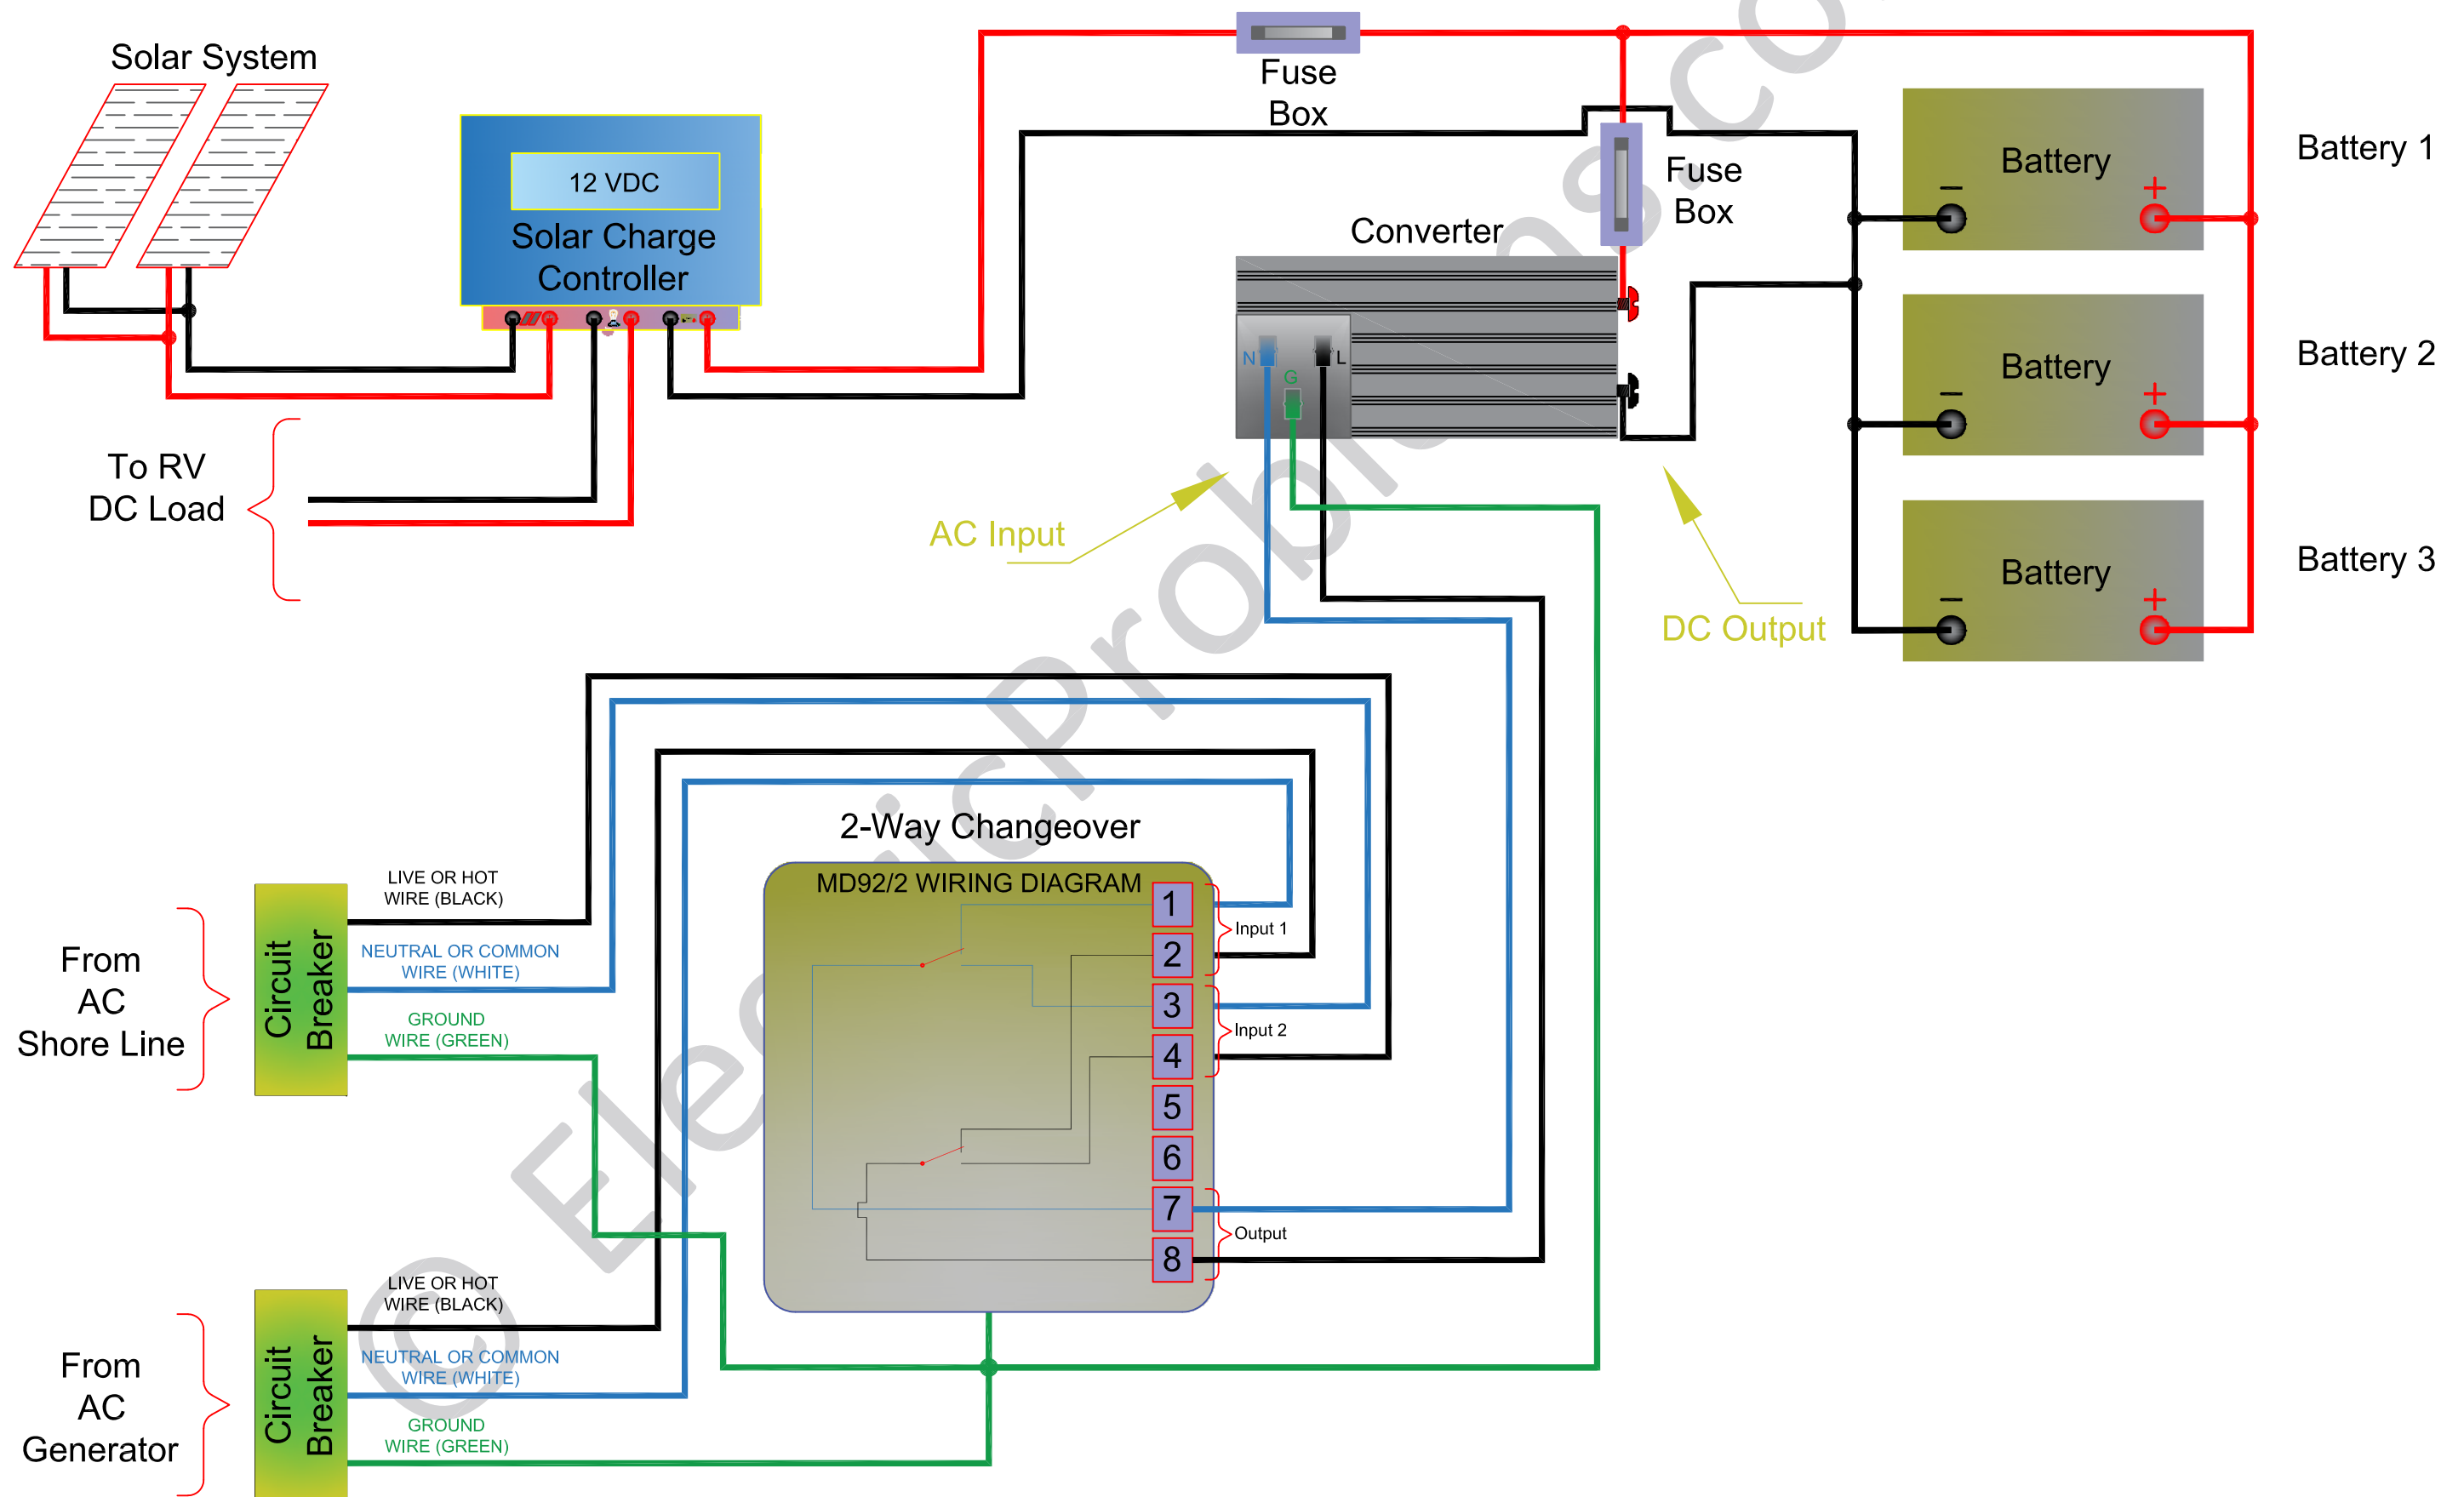 Solar System
12 VDC
Solar Charge
Controller
To RV
DC Load
Fuse
Box
Fuse
Box
Converter
N
L
G
AC Input
DC Output
Battery
− +
Battery 1
Battery
− +
Battery 2
Battery
− +
Battery 3
2-Way Changeover
MD92/2 WIRING DIAGRAM
1
2
3
4
5
6
7
8
Input 1
Input 2
Output
From
AC
Shore Line
Circuit
Breaker
LIVE OR HOT
WIRE (BLACK)
NEUTRAL OR COMMON
WIRE (WHITE)
GROUND
WIRE (GREEN)
From
AC
Generator
Circuit
Breaker
LIVE OR HOT
WIRE (BLACK)
NEUTRAL OR COMMON
WIRE (WHITE)
GROUND
WIRE (GREEN)
© ElectricProblems.co